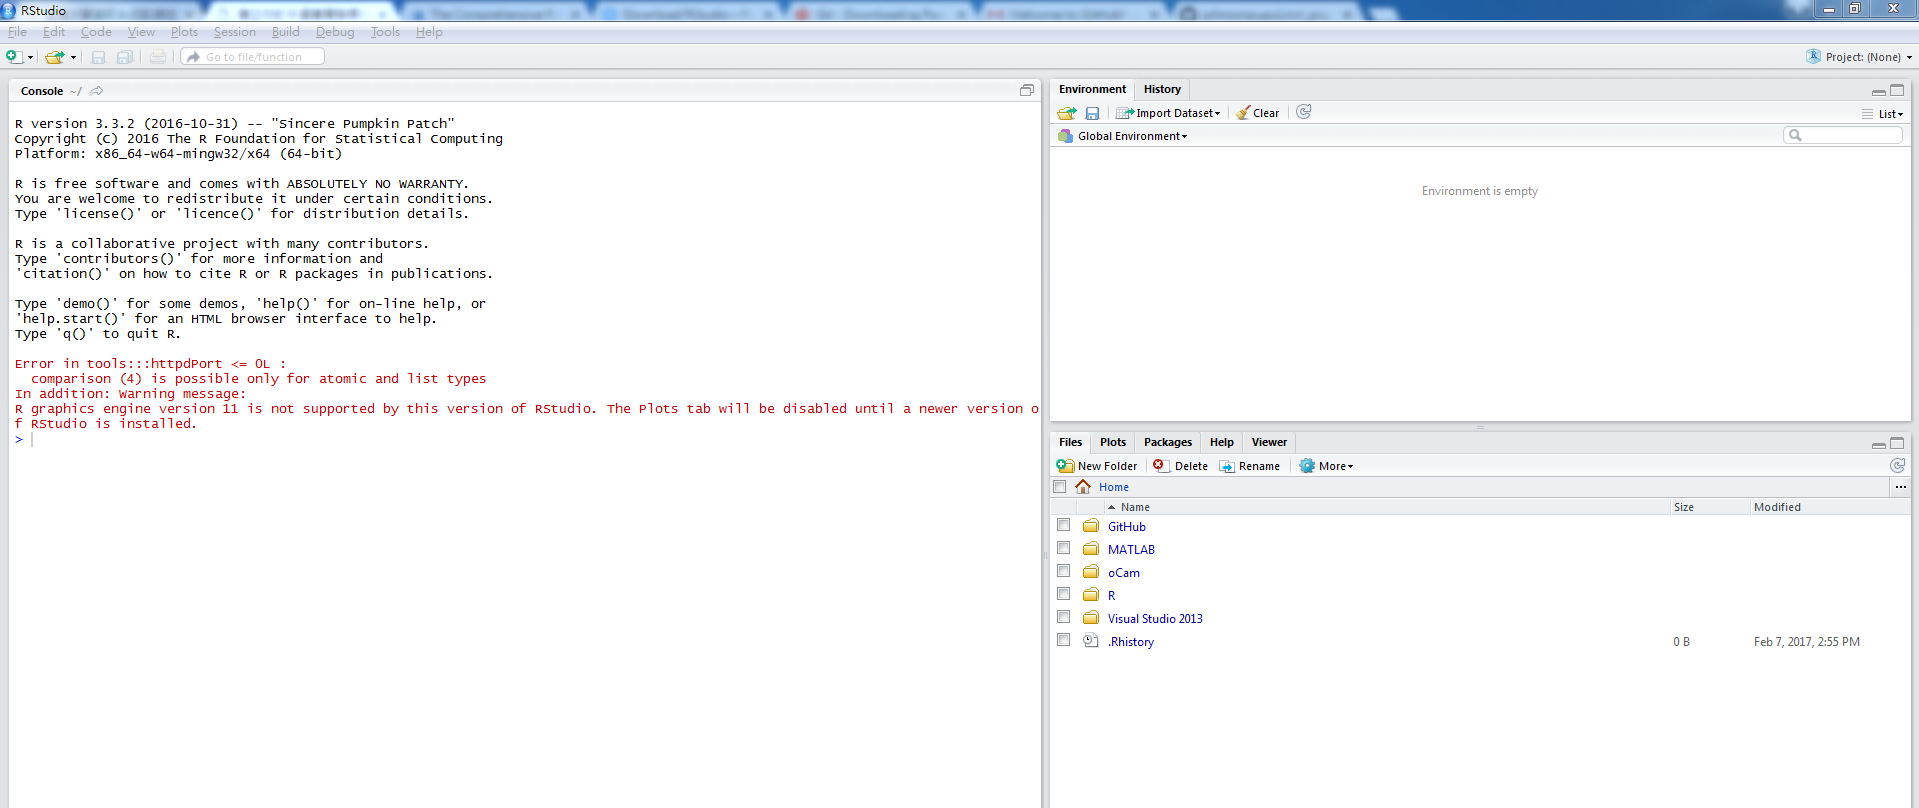 RStudio
File Edit Code View Plots Session Build Debug Tools Help
Go to file/function
Project: (None)
Console ~/
R version 3.3.2 (2016-10-31) -- "Sincere Pumpkin Patch"
Copyright (C) 2016 The R Foundation for Statistical Computing
Platform: x86_64-w64-mingw32/x64 (64-bit)
R is free software and comes with ABSOLUTELY NO WARRANTY.
You are welcome to redistribute it under certain conditions.
Type 'license()' or 'licence()' for distribution details.
R is a collaborative project with many contributors.
Type 'contributors()' for more information and
'citation()' on how to cite R or R packages in publications.
Type 'demo()' for some demos, 'help()' for on-line help, or
'help.start()' for an HTML browser interface to help.
Type 'q()' to quit R.
Error in tools:::httpdPort <= 0L :
comparison (4) is possible only for atomic and list types
In addition: Warning message:
R graphics engine version 11 is not supported by this version of RStudio. The Plots tab will be disabled until a newer version o
f RStudio is installed.
>
Environment History
Import Dataset Clear
List
Global Environment
Environment is empty
Files Plots Packages Help Viewer
New Folder Delete Rename More
Home ...
Name Size Modified
GitHub
MATLAB
oCam
R
Visual Studio 2013
.Rhistory 0 B Feb 7, 2017, 2:55 PM